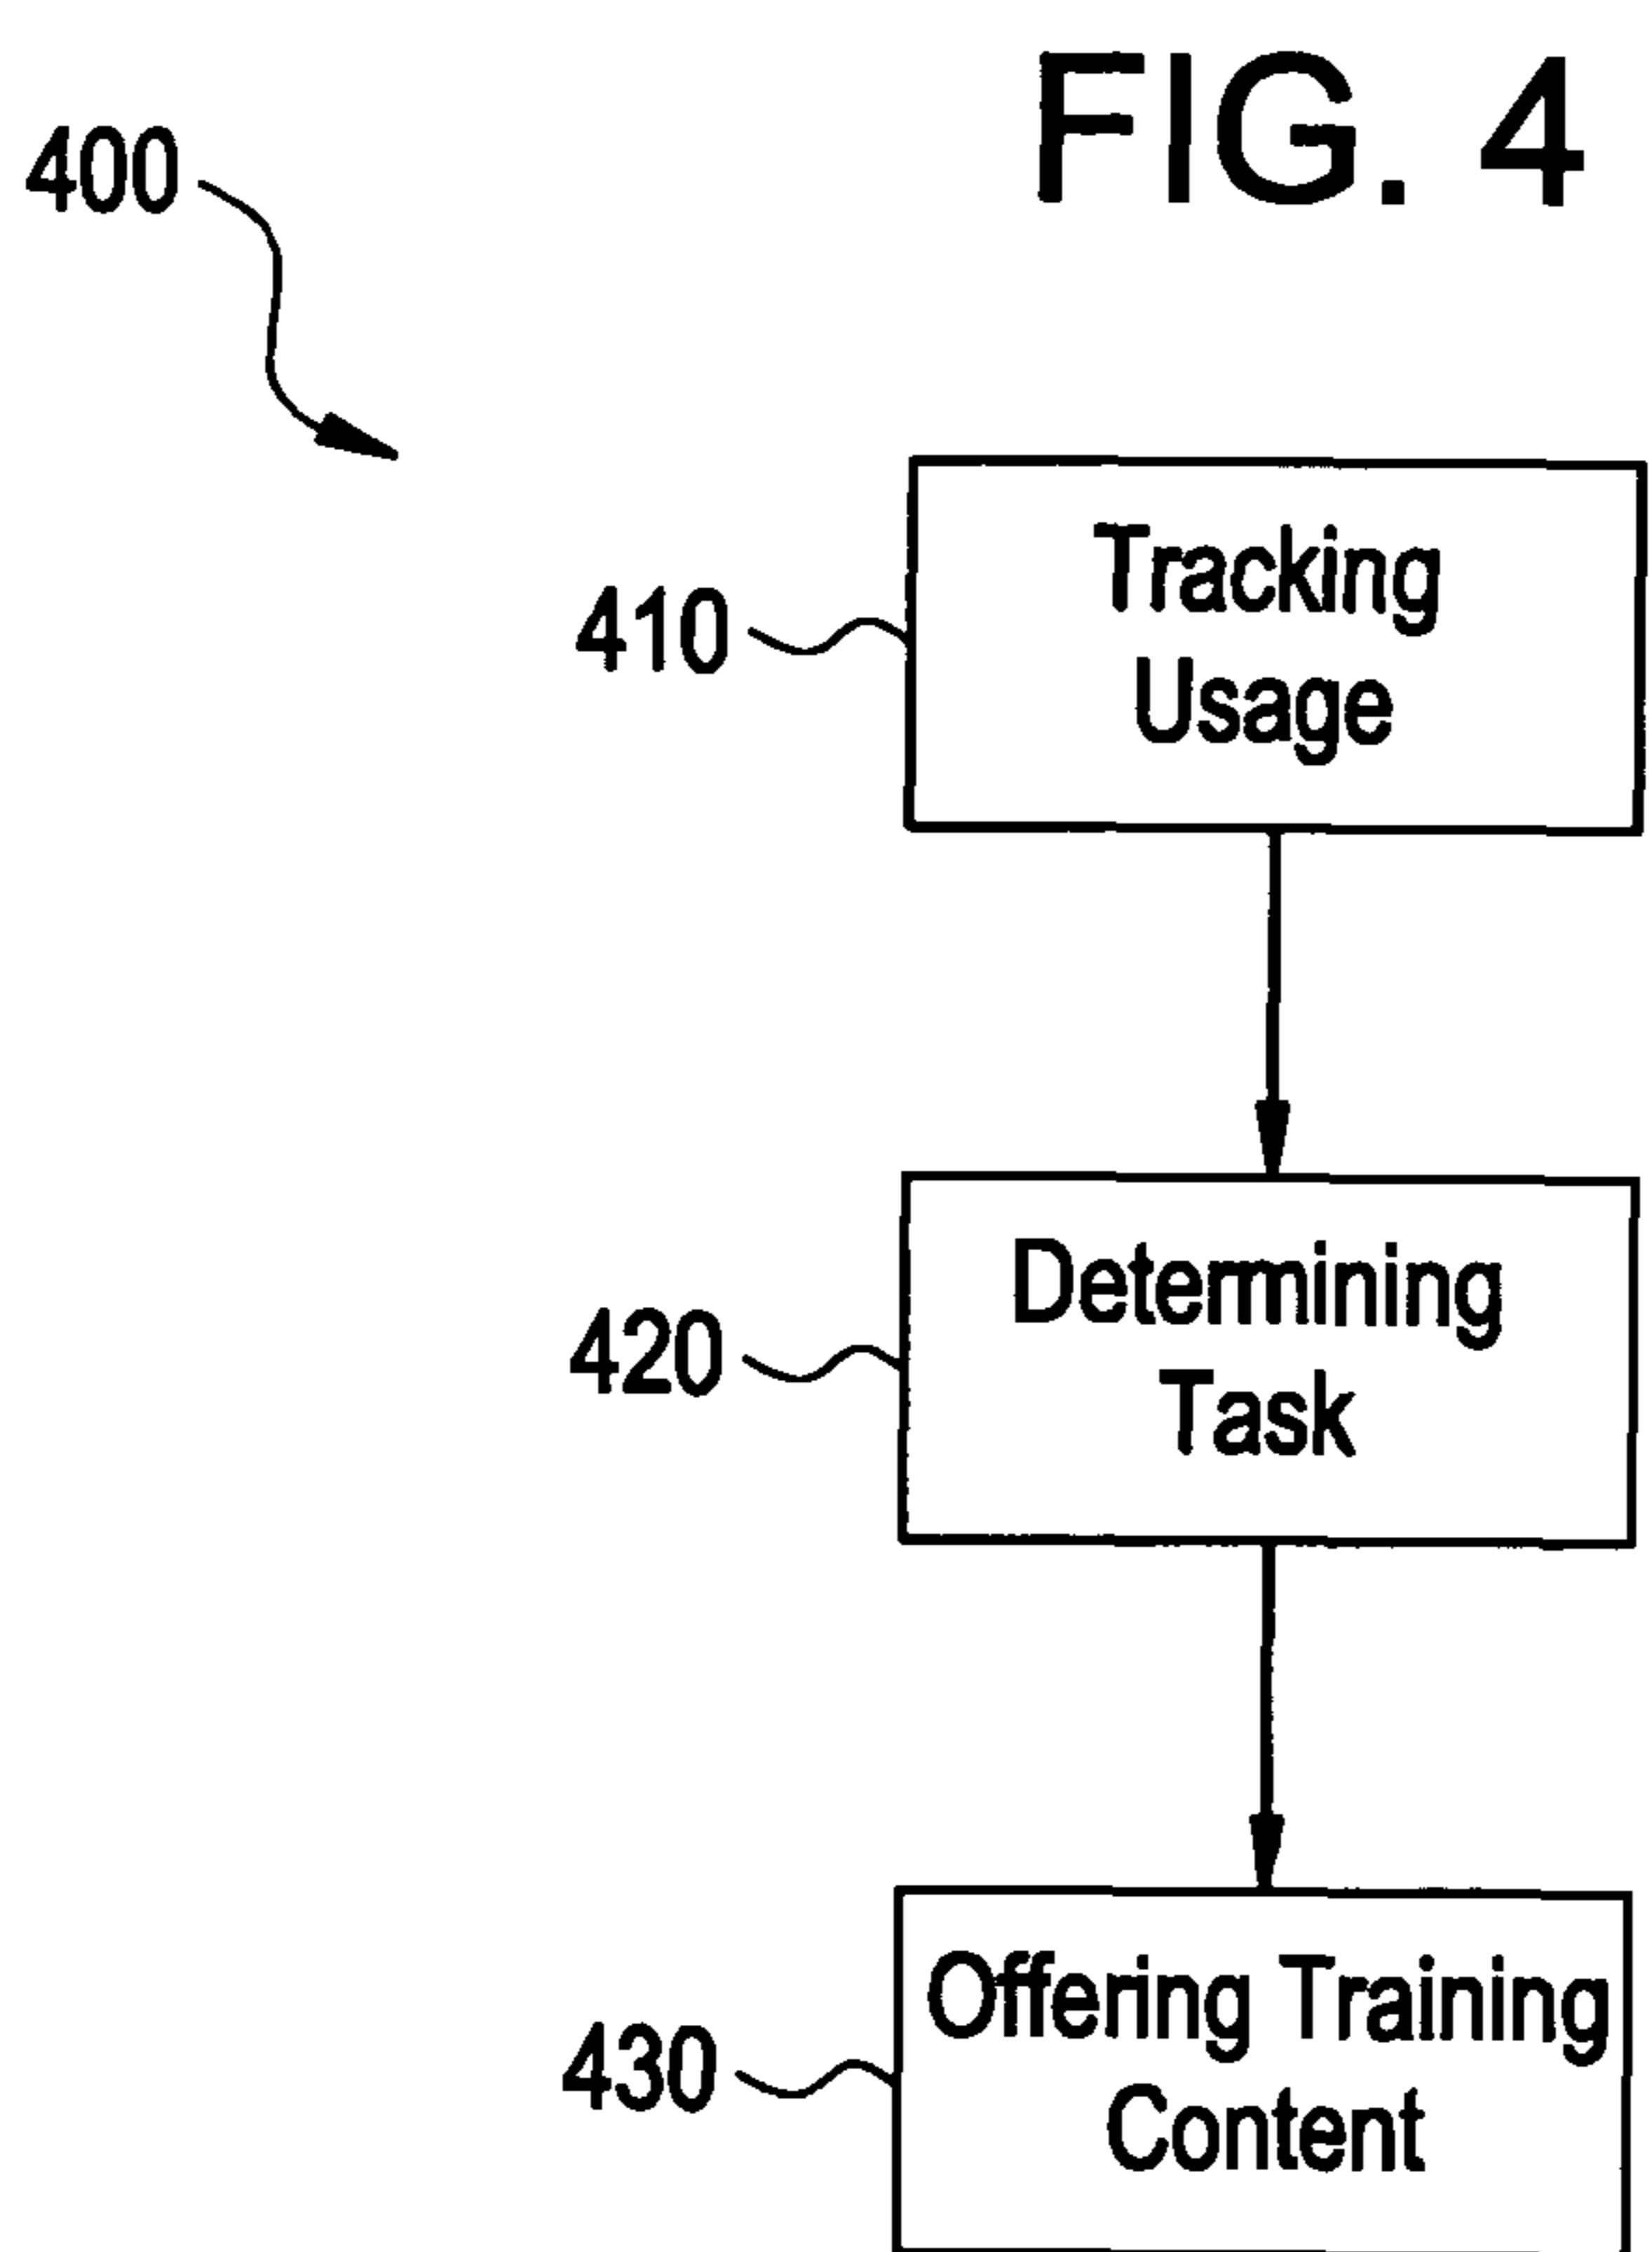 FIG. 4
400
410
Tracking
Usage
420
Determining
Task
430
Offering Training
Content